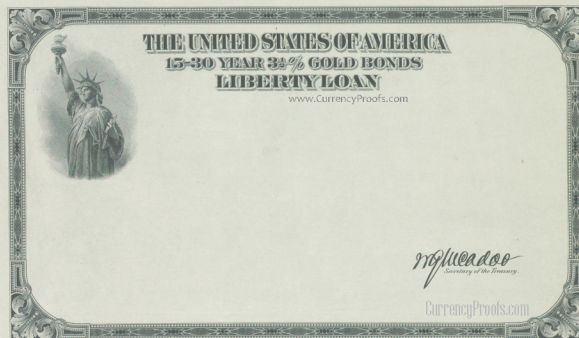 THE UNITED STATES OF AMERICA
15-30 YEAR 3½% GOLD BONDS
LIBERTY LOAN
www.CurrencyProofs.com
WG McAdoo
Secretary of the Treasury.
CurrencyProofs.com